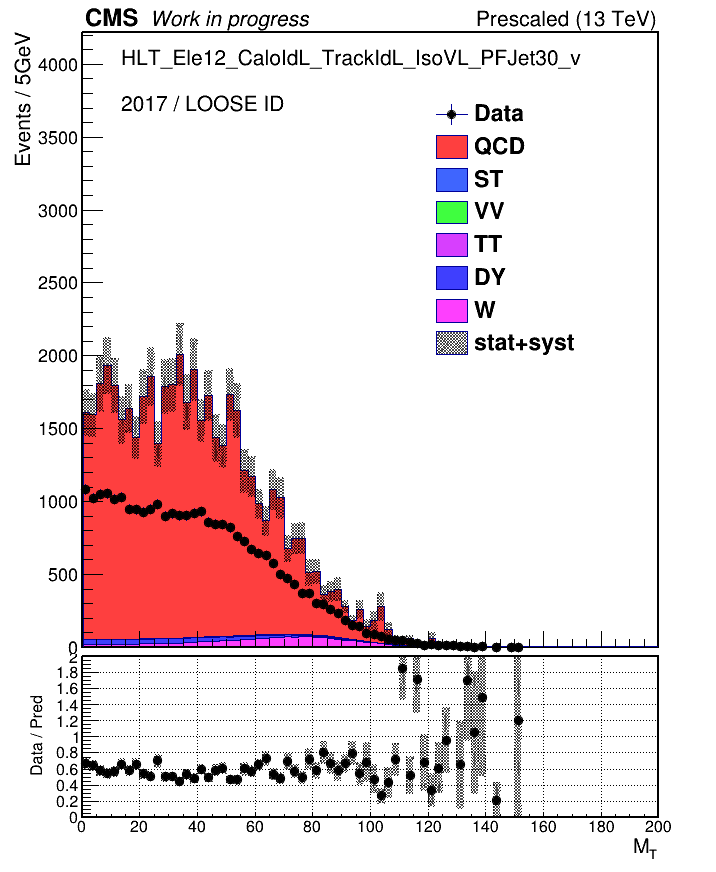 CMS Work in progress Prescaled (13 TeV)
Events / 5GeV
HLT_Ele12_CaloIdL_TrackIdL_IsoVL_PFJet30_v
2017 / LOOSE ID
Data
QCD
ST
VV
TT
DY
W
stat+syst
4000
3500
3000
2500
2000
1500
1000
500
0
Data / Pred
2
1.8
1.6
1.4
1.2
1
0.8
0.6
0.4
0.2
0
0 20 40 60 80 100 120 140 160 180 200
M_T